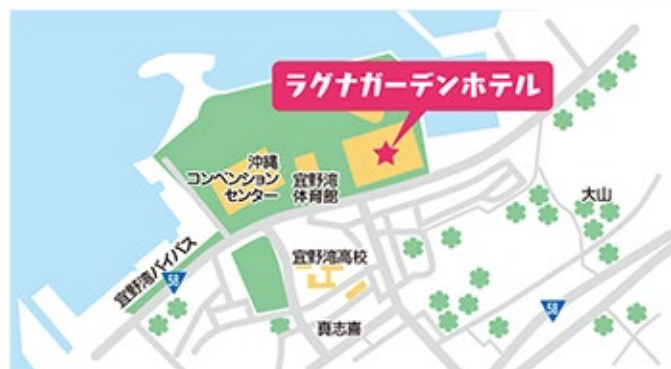 ラグナガーデンホテル
沖縄
コンベンション
センター
宜野湾
体育館
大山
宜野湾バイパス
58
宜野湾高校
58
真志喜